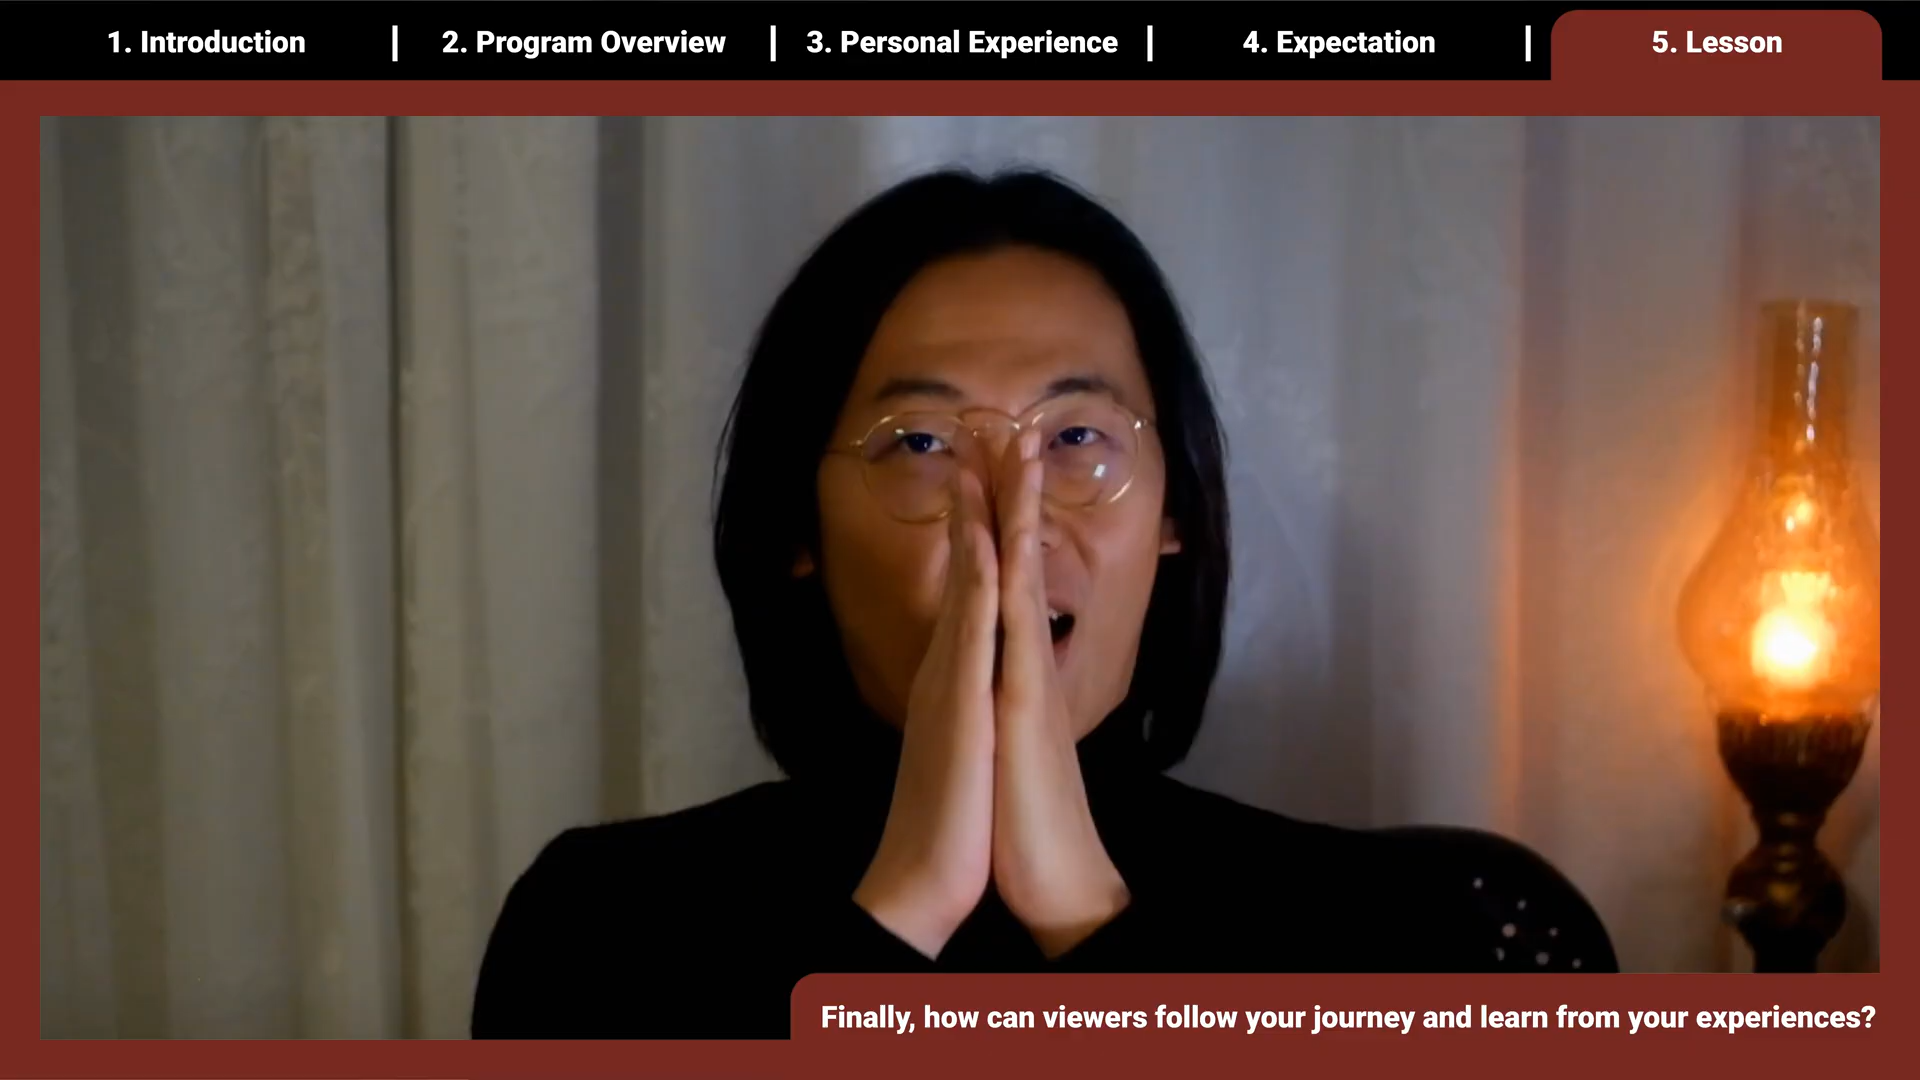 1. Introduction | 2. Program Overview | 3. Personal Experience | 4. Expectation | 5. Lesson
Finally, how can viewers follow your journey and learn from your experiences?